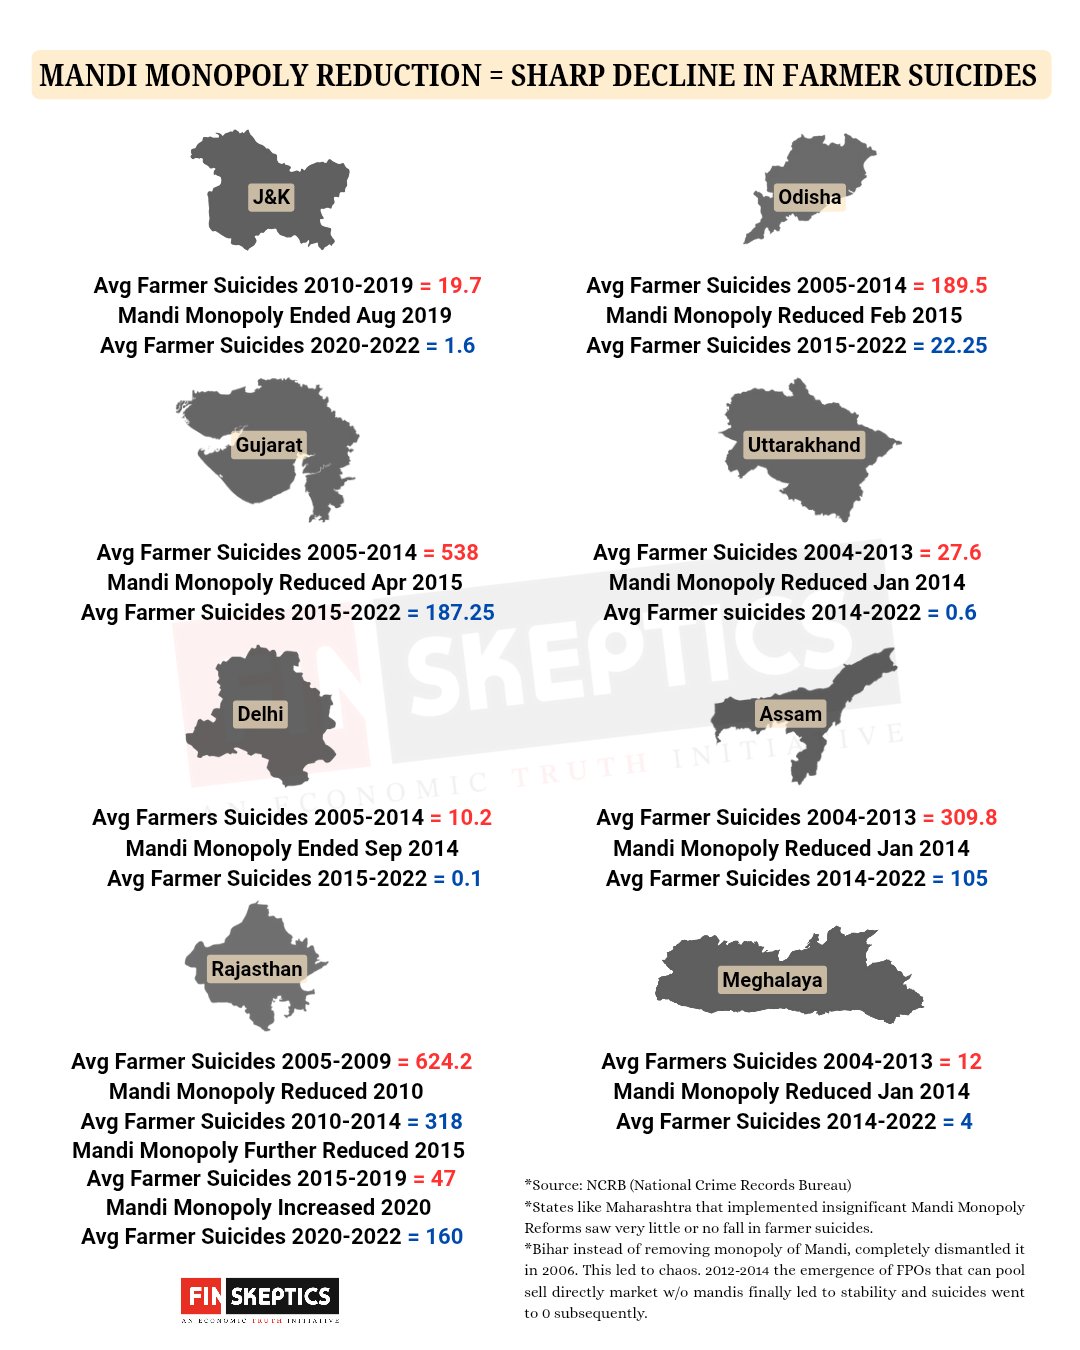 MANDI MONOPOLY REDUCTION = SHARP DECLINE IN FARMER SUICIDES
J&K
Avg Farmer Suicides 2010-2019 = 19.7
Mandi Monopoly Ended Aug 2019
Avg Farmer Suicides 2020-2022 = 1.6
Odisha
Avg Farmer Suicides 2005-2014 = 189.5
Mandi Monopoly Reduced Feb 2015
Avg Farmer Suicides 2015-2022 = 22.25
Gujarat
Avg Farmer Suicides 2005-2014 = 538
Mandi Monopoly Reduced Apr 2015
Avg Farmer Suicides 2015-2022 = 187.25
Uttarakhand
Avg Farmer Suicides 2004-2013 = 27.6
Mandi Monopoly Reduced Jan 2014
Avg Farmer suicides 2014-2022 = 0.6
FINSKEPTICS
AN ECONOMIC TRUTH INITIATIVE
Delhi
Avg Farmers Suicides 2005-2014 = 10.2
Mandi Monopoly Ended Sep 2014
Avg Farmer Suicides 2015-2022 = 0.1
Assam
Avg Farmer Suicides 2004-2013 = 309.8
Mandi Monopoly Reduced Jan 2014
Avg Farmer Suicides 2014-2022 = 105
Rajasthan
Avg Farmer Suicides 2005-2009 = 624.2
Mandi Monopoly Reduced 2010
Avg Farmer Suicides 2010-2014 = 318
Mandi Monopoly Further Reduced 2015
Avg Farmer Suicides 2015-2019 = 47
Mandi Monopoly Increased 2020
Avg Farmer Suicides 2020-2022 = 160
Meghalaya
Avg Farmers Suicides 2004-2013 = 12
Mandi Monopoly Reduced Jan 2014
Avg Farmer Suicides 2014-2022 = 4
*Source: NCRB (National Crime Records Bureau)
*States like Maharashtra that implemented insignificant Mandi Monopoly
Reforms saw very little or no fall in farmer suicides.
*Bihar instead of removing monopoly of Mandi, completely dismantled it
in 2006. This led to chaos. 2012-2014 the emergence of FPOs that can pool
sell directly market w/o mandis finally led to stability and suicides went
to 0 subsequently.
FINSKEPTICS
AN ECONOMIC TRUTH INITIATIVE